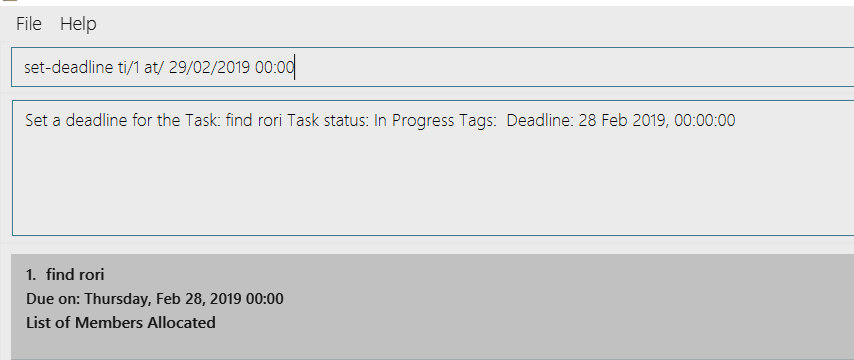 File Help
set-deadline ti/1 at/ 29/02/2019 00:00
Set a deadline for the Task: find rori Task status: In Progress Tags:  Deadline: 28 Feb 2019, 00:00:00
1. find rori
Due on: Thursday, Feb 28, 2019 00:00
List of Members Allocated